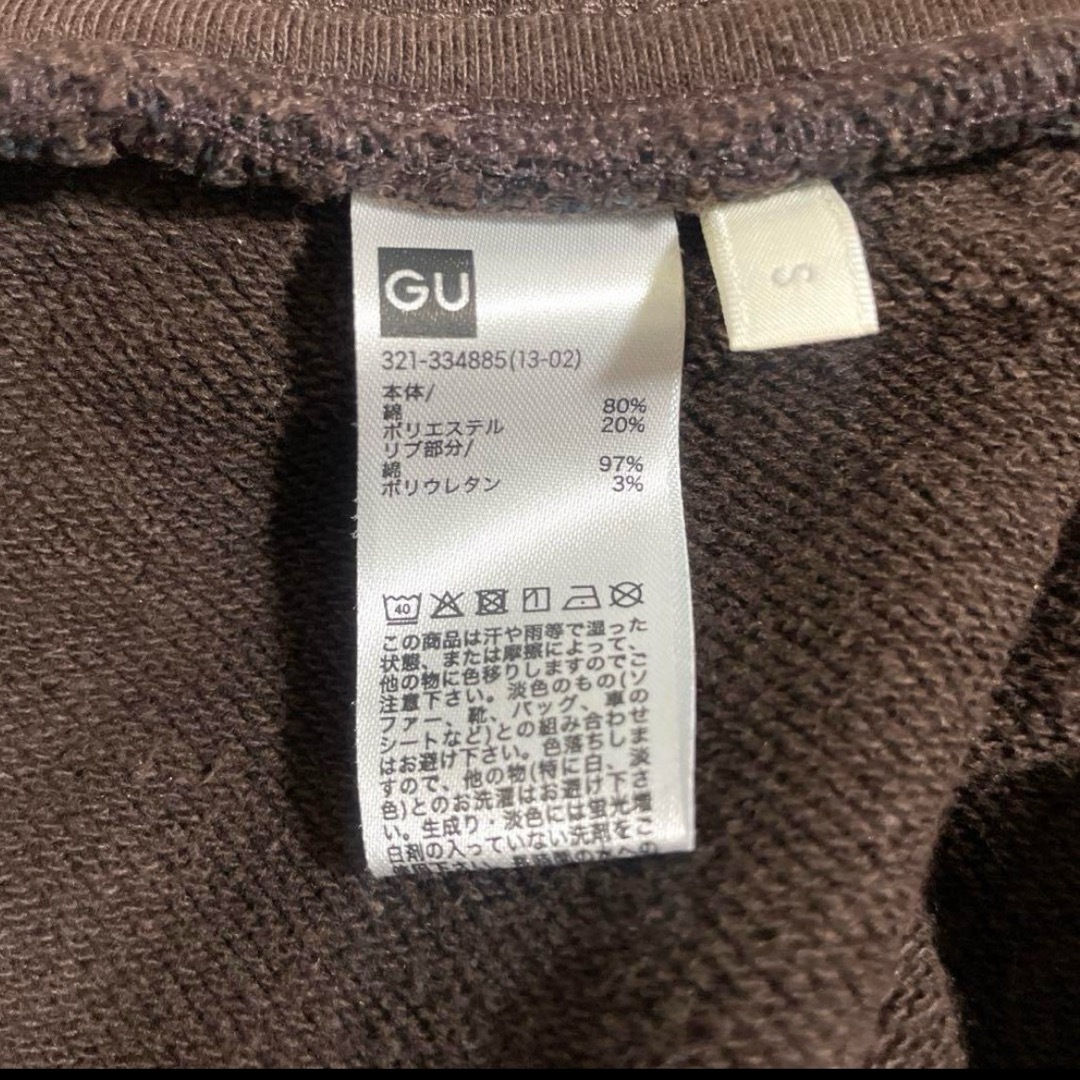 GU
321-334885(13-02)
本体/
綿 80%
ポリエステル 20%
リブ部分/
綿 97%
ポリウレタン 3%
40
この商品は汗や雨等で湿った
状態、または摩擦によって、
他の物に色移りしますのでご
注意下さい。淡色のもの(ソ
ファー、靴、バッグ、車の
シートなど)との組み合わせ
はお避け下さい。色落ちしま
すので、他の物(特に白、淡
色)とのお洗濯はお避け下さ
い。生成り・淡色には蛍光増
白剤の入っていない洗剤をご
S